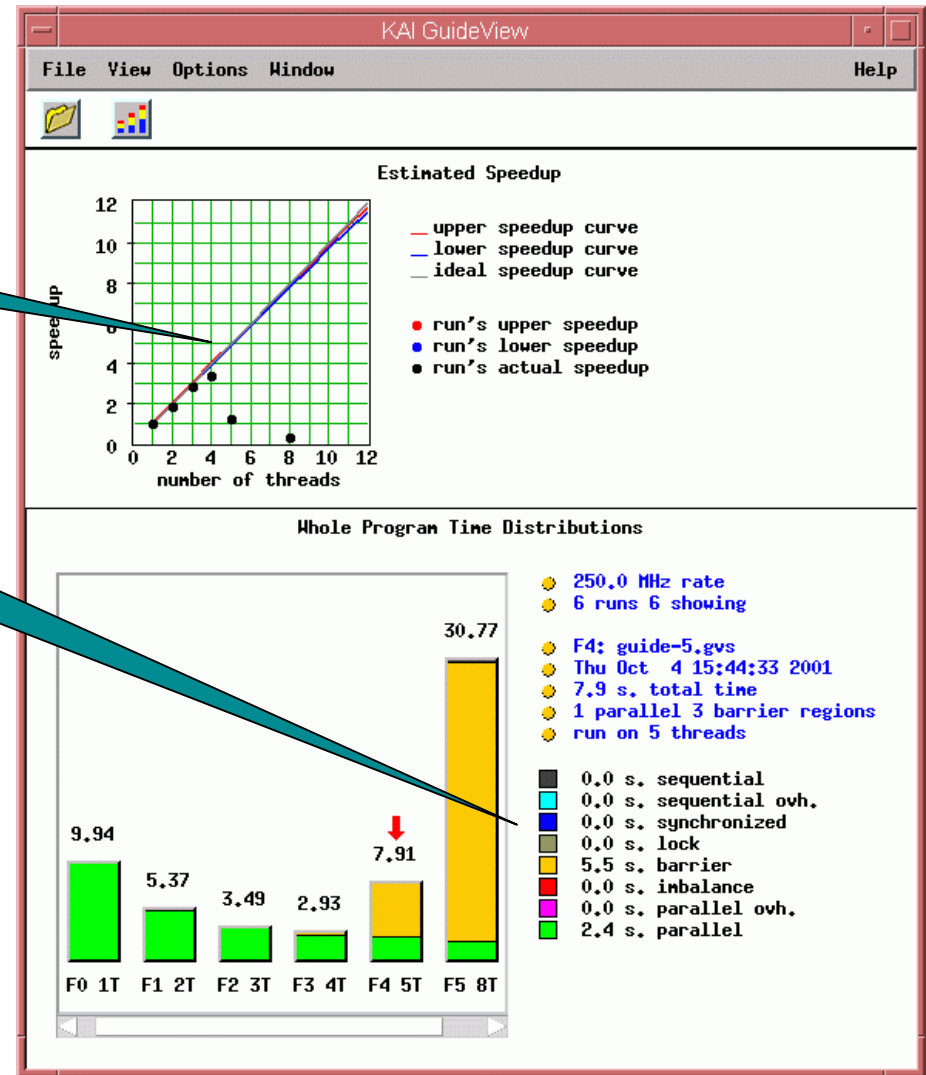 KAI GuideView
File View Options Window Help
Estimated Speedup
12
10
8
6
4
2
0
speedup
0 2 4 6 8 10 12
number of threads
upper speedup curve
lower speedup curve
ideal speedup curve
run's upper speedup
run's lower speedup
run's actual speedup
Whole Program Time Distributions
9.94
5.37
3.49
2.93
7.91
30.77
F0 1T F1 2T F2 3T F3 4T F4 5T F5 8T
250.0 MHz rate
6 runs 6 showing
F4: guide-5.gvs
Thu Oct 4 15:44:33 2001
7.9 s. total time
1 parallel 3 barrier regions
run on 5 threads
0.0 s. sequential
0.0 s. sequential ovh.
0.0 s. synchronized
0.0 s. lock
5.5 s. barrier
0.0 s. imbalance
0.0 s. parallel ovh.
2.4 s. parallel